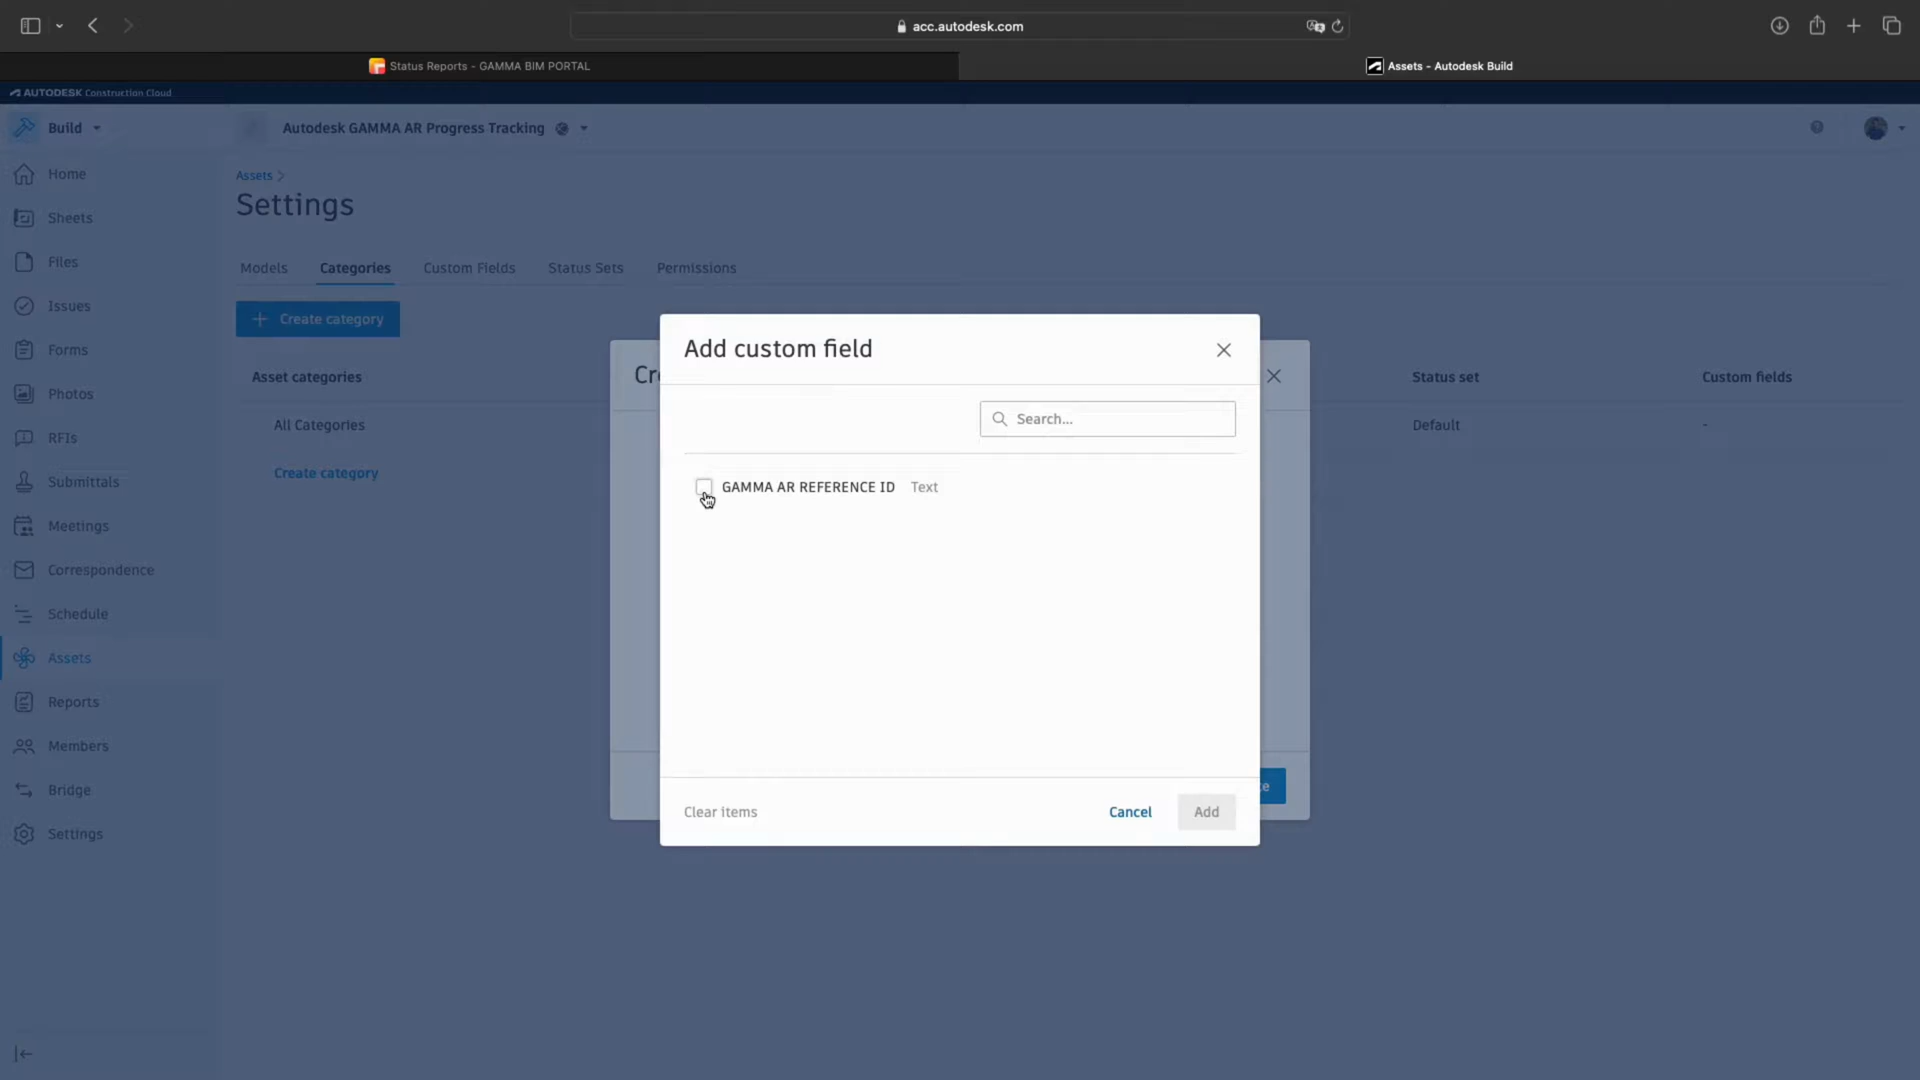 acc.autodesk.com
Status Reports - GAMMA BIM PORTAL
Assets - Autodesk Build
AUTODESK Construction Cloud
Build
Autodesk GAMMA AR Progress Tracking
Home
Sheets
Files
Issues
Forms
Photos
RFIs
Submittals
Meetings
Correspondence
Schedule
Assets
Reports
Members
Bridge
Settings
Assets
Settings
Models
Categories
Custom Fields
Status Sets
Permissions
+ Create category
Asset categories
Status set
Custom fields
All Categories
Default
-
Create category
Cre
Add custom field
Search...
GAMMA AR REFERENCE ID
Text
Clear items
Cancel
Add